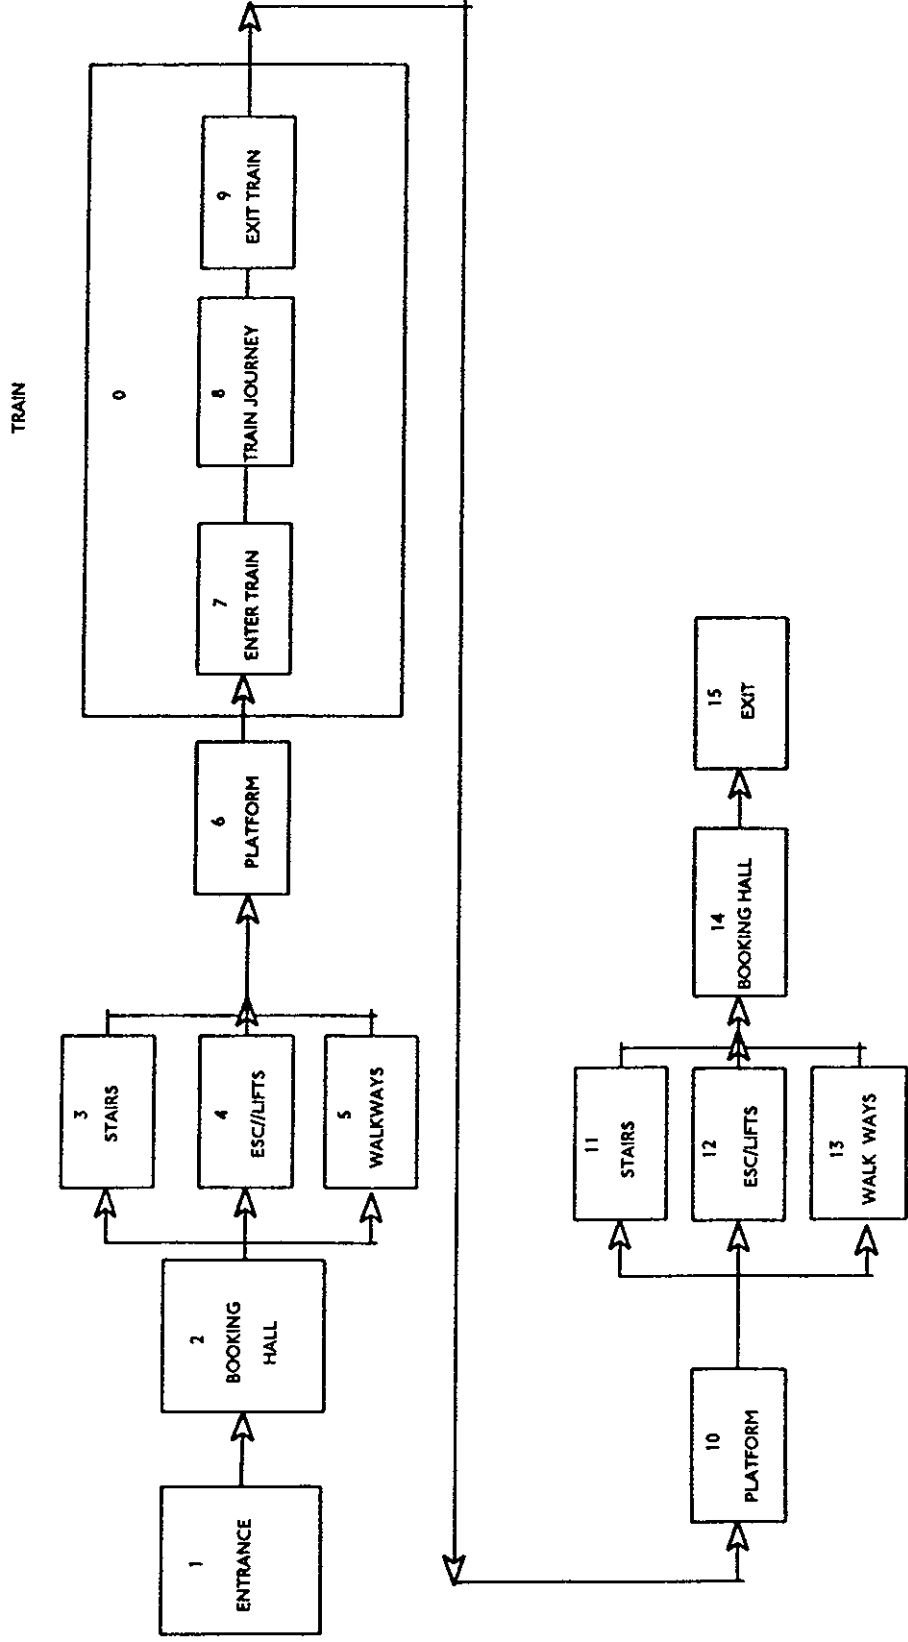 TRAIN
0
1
ENTRANCE
2
BOOKING
HALL
3
STAIRS
4
ESC//LIFTS
5
WALKWAYS
6
PLATFORM
7
ENTER TRAIN
8
TRAIN JOURNEY
9
EXIT TRAIN
10
PLATFORM
11
STAIRS
12
ESC/LIFTS
13
WALK WAYS
14
BOOKING HALL
15
EXIT